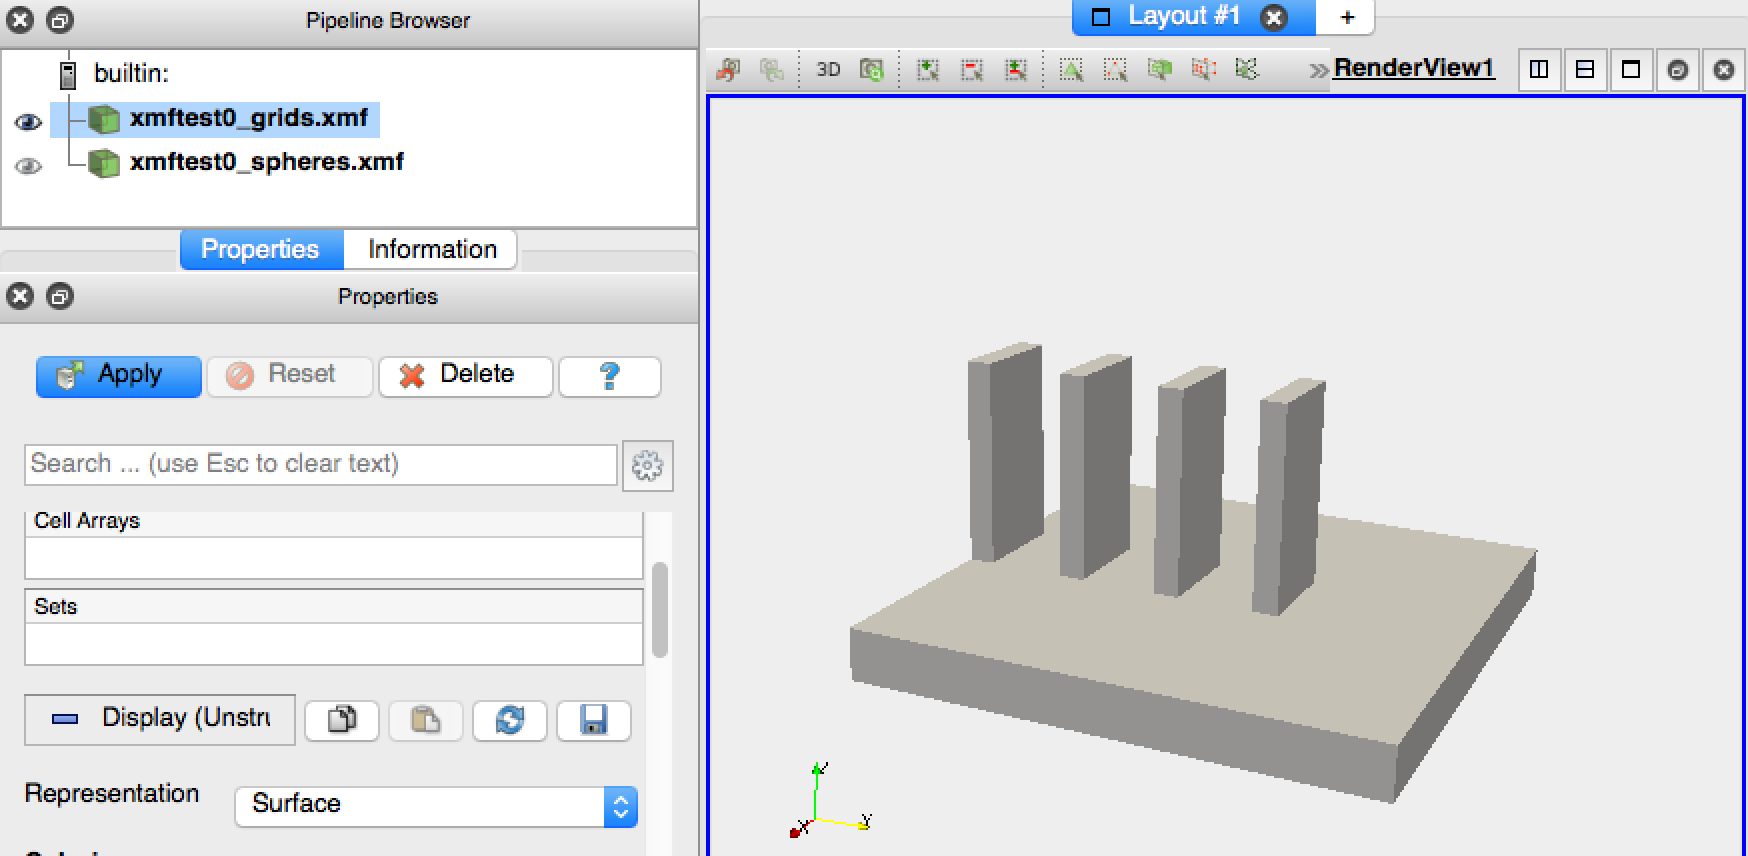 Pipeline Browser
builtin:
xmftest0_grids.xmf
xmftest0_spheres.xmf
Properties Information
Properties
Apply Reset Delete ?
Search ... (use Esc to clear text)
Cell Arrays
Sets
Display (Unstru
Representation Surface
Layout #1 +
3D RenderView1
X Y